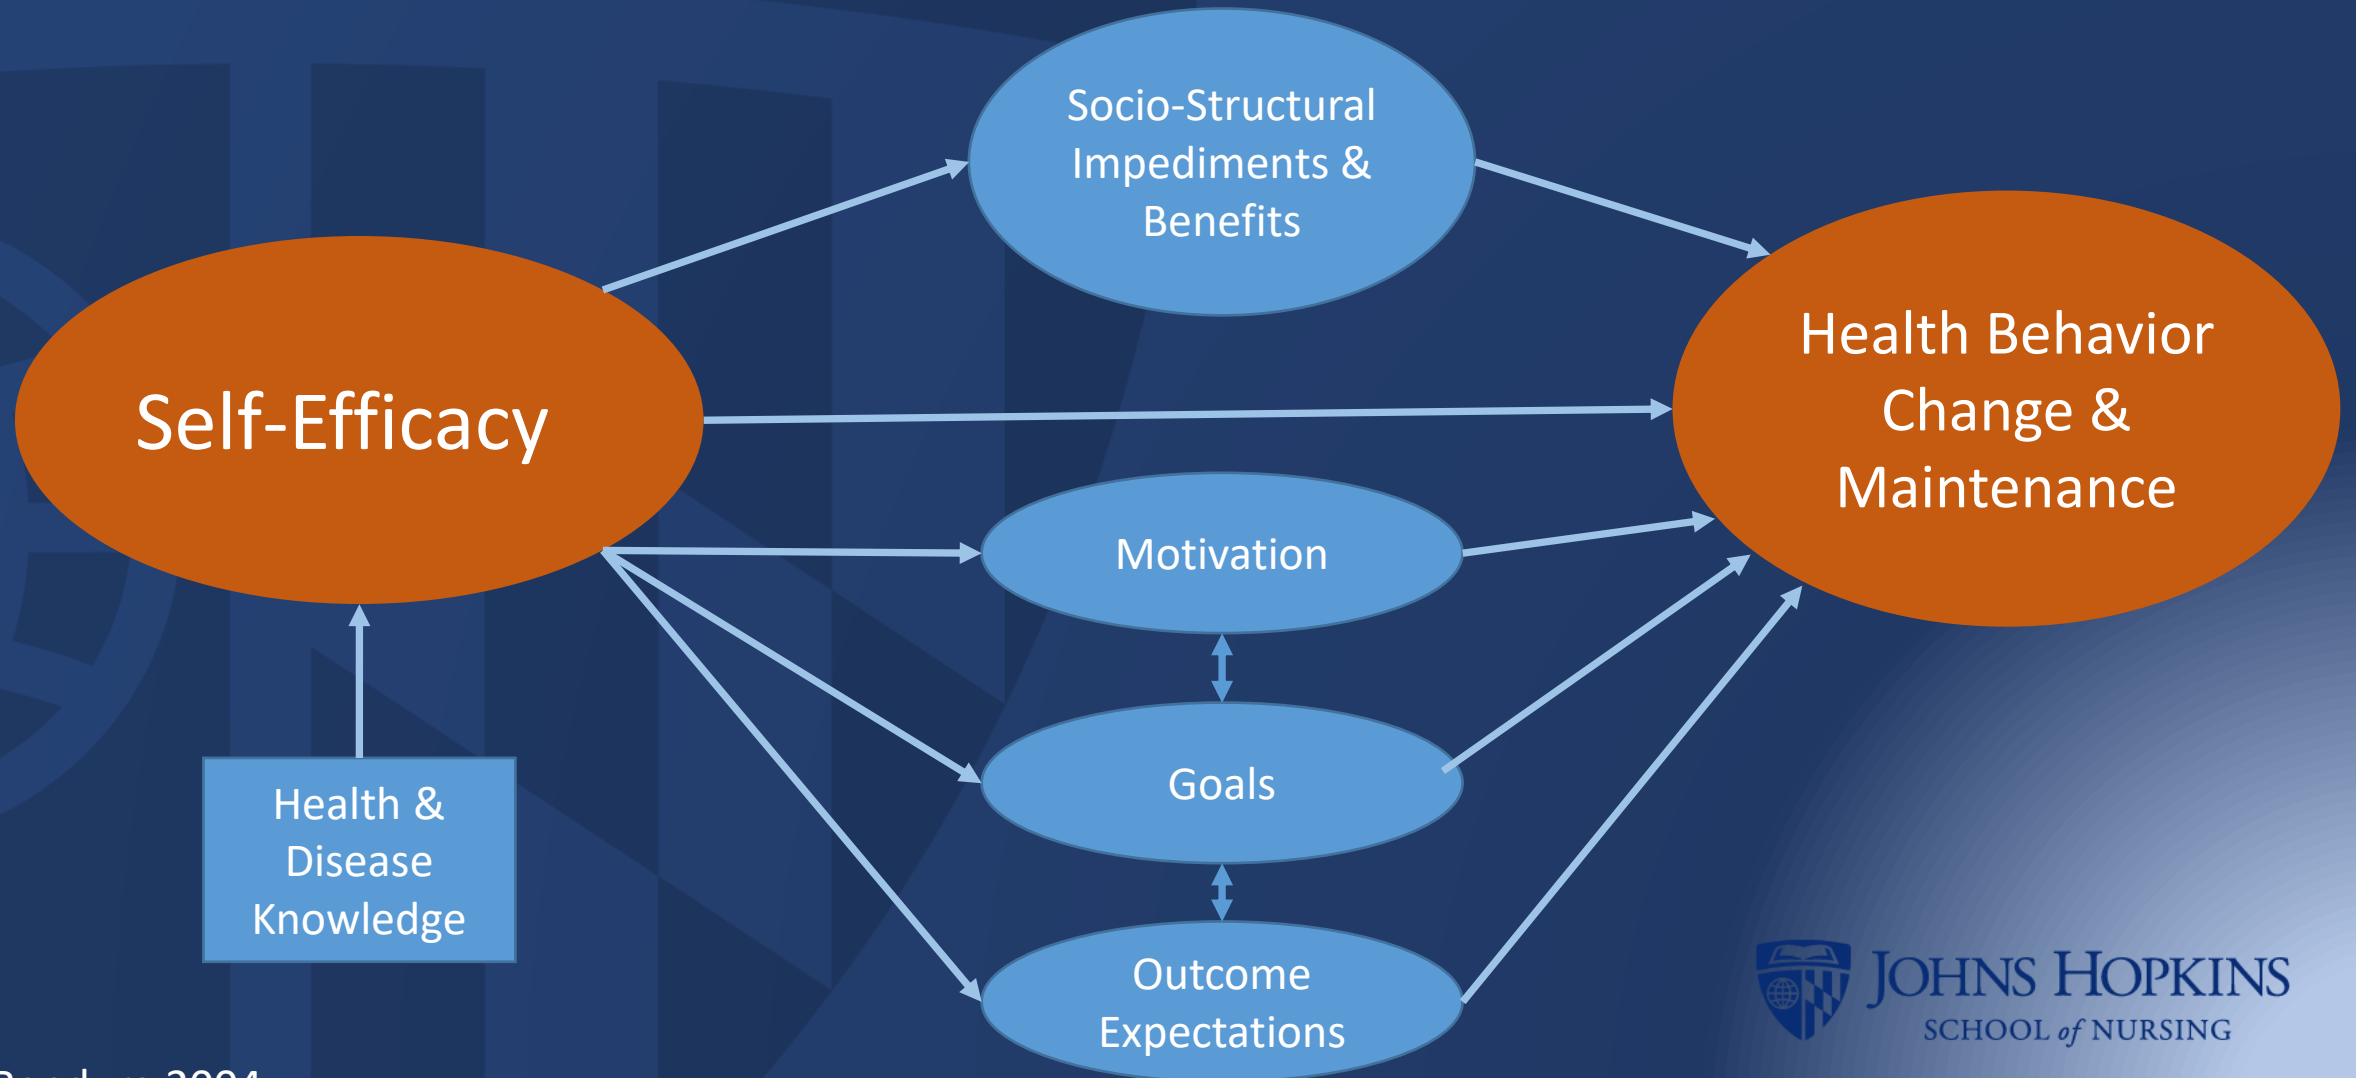 Socio-Structural
Impediments &
Benefits
Self-Efficacy
Health Behavior
Change &
Maintenance
Motivation
Goals
Health &
Disease
Knowledge
Outcome
Expectations
JOHNS HOPKINS
SCHOOL of NURSING
2004